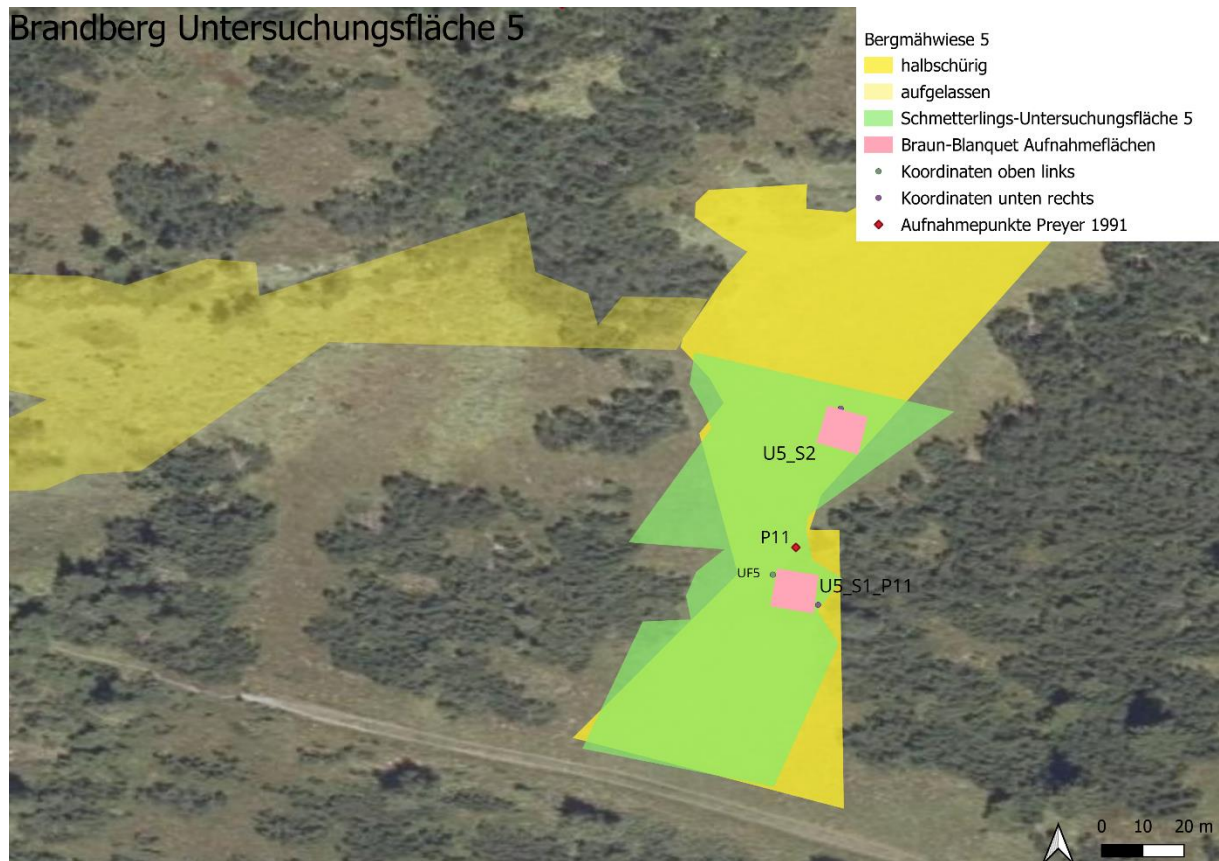 Brandberg Untersuchungsfläche 5
Bergmähwiese 5
halbschürig
aufgelassen
Schmetterlings-Untersuchungsfläche 5
Braun-Blanquet Aufnahmeflächen
Koordinaten oben links
Koordinaten unten rechts
Aufnahmepunkte Preyer 1991
U5_S2
P11
UF5
U5_S1_P11
0 10 20 m